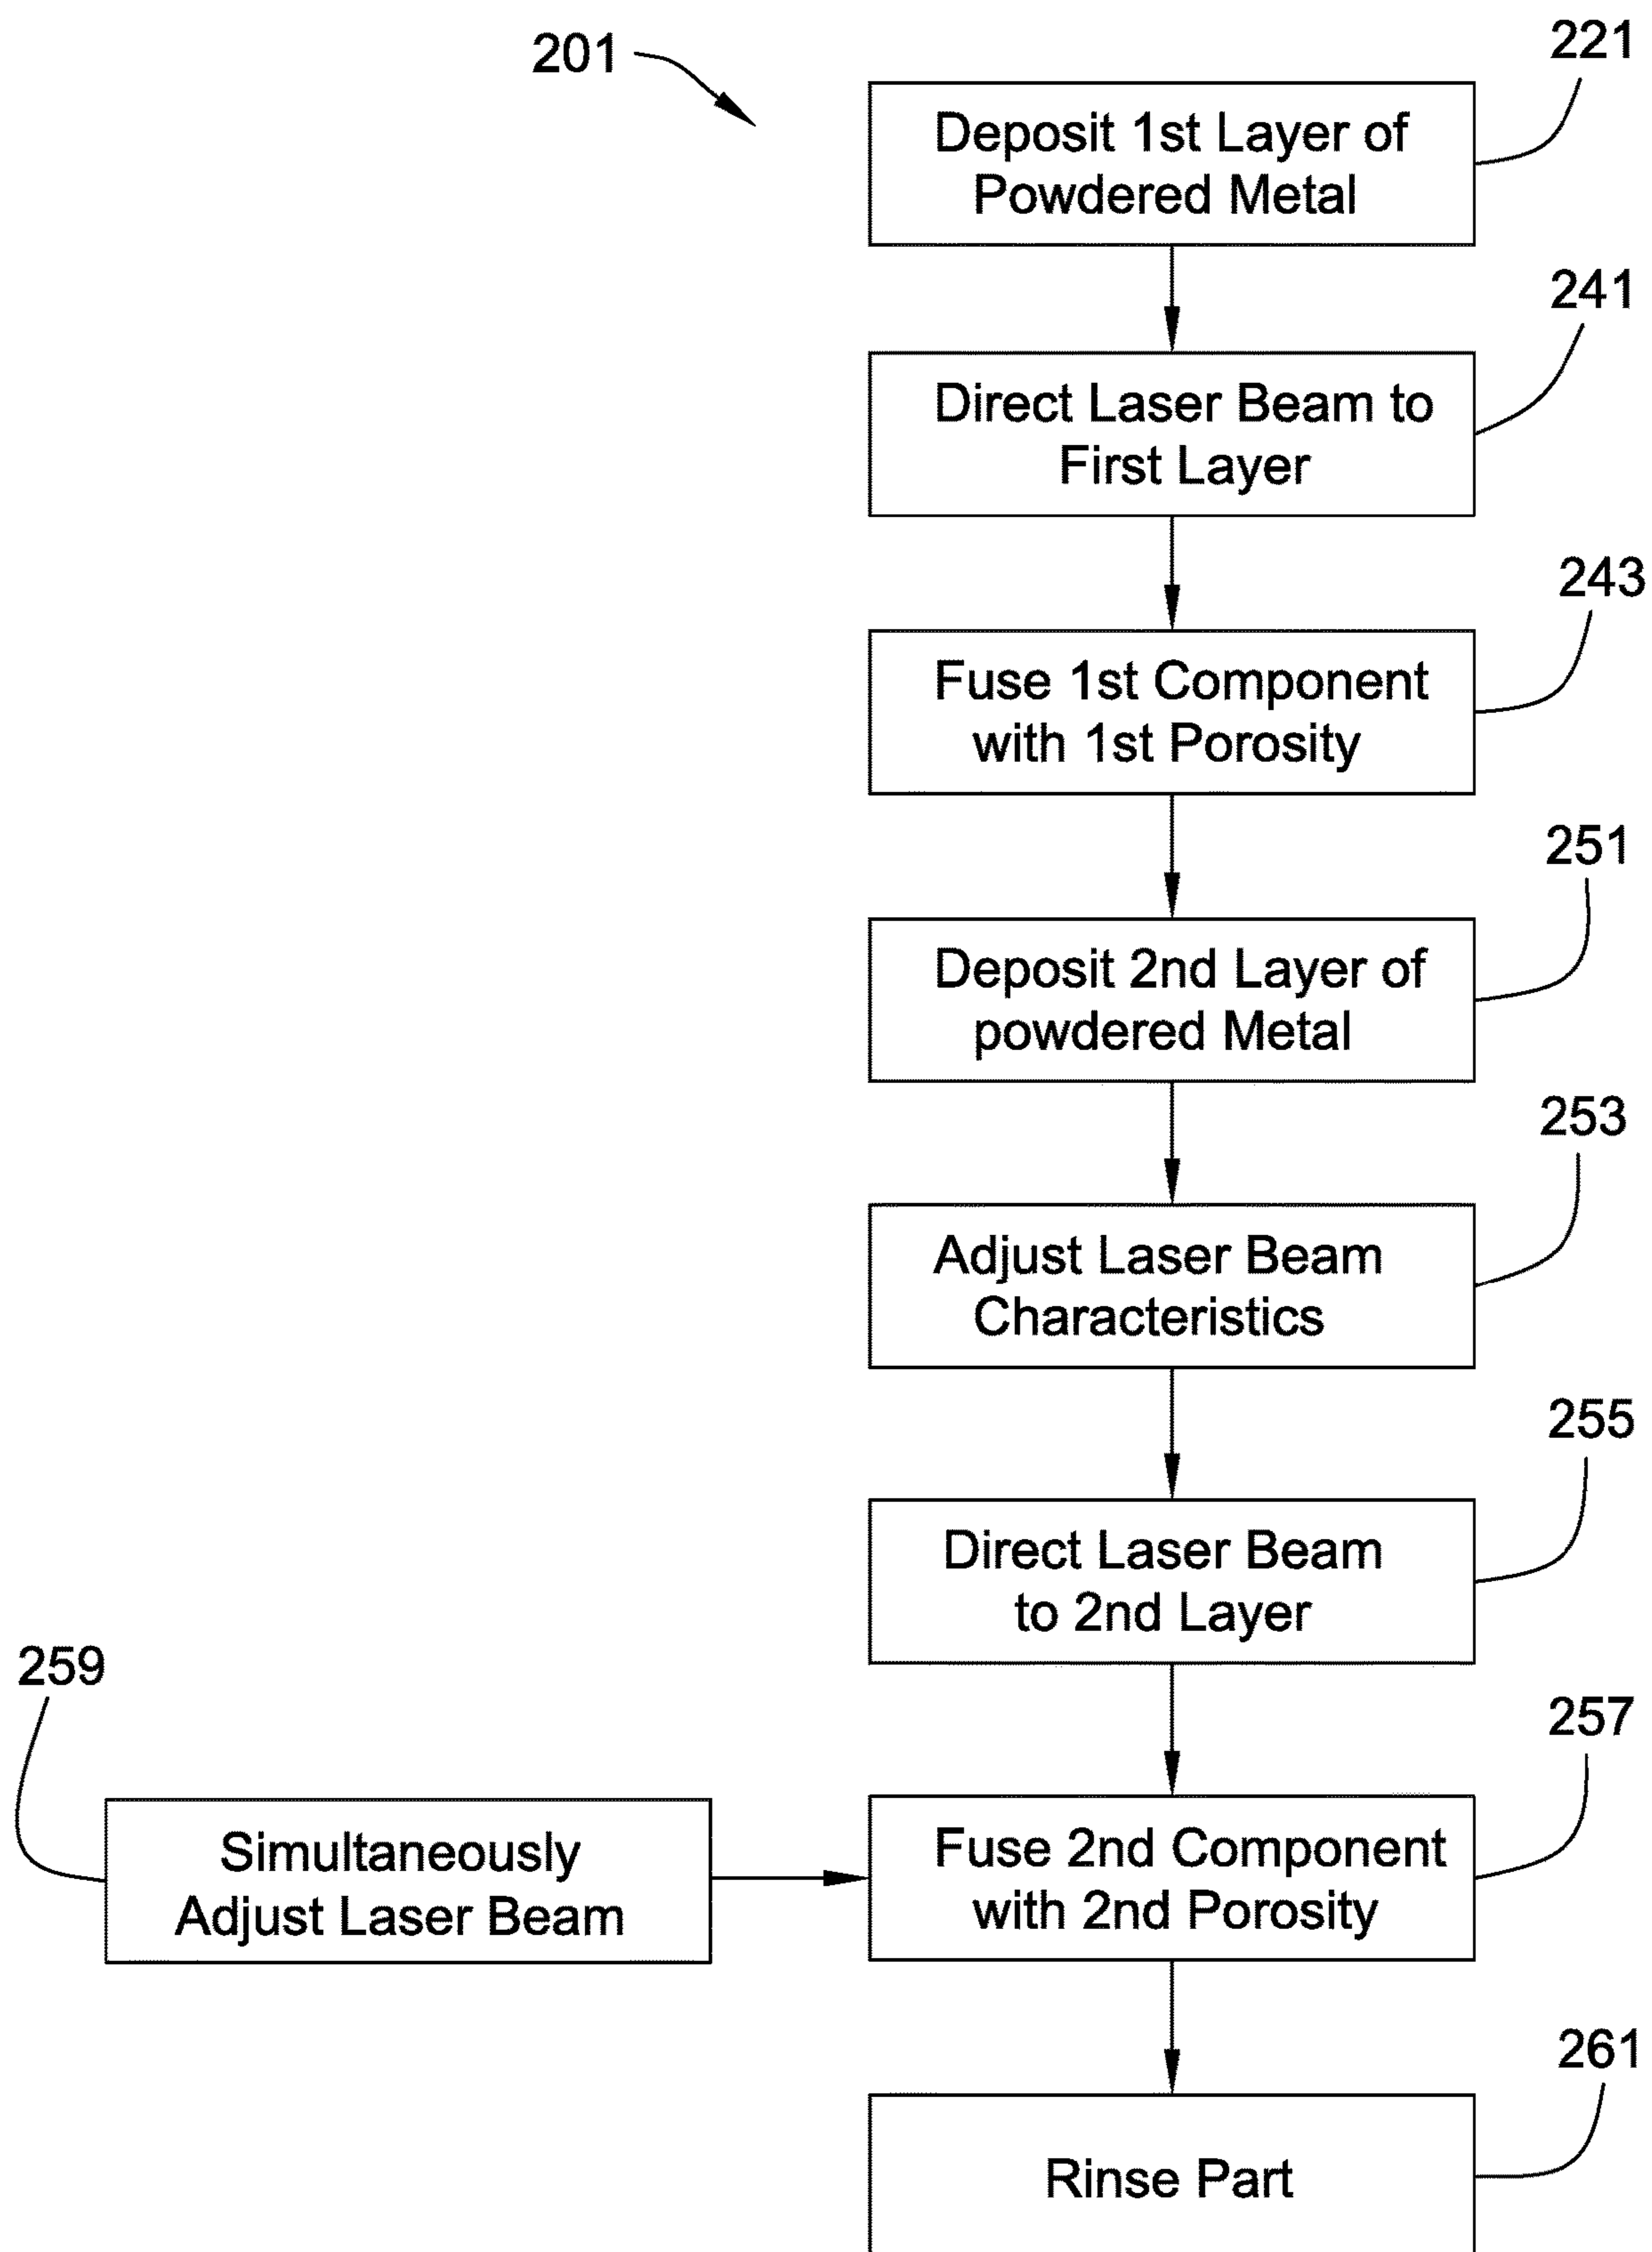 201
221
Deposit 1st Layer of
Powdered Metal
241
Direct Laser Beam to
First Layer
243
Fuse 1st Component
with 1st Porosity
251
Deposit 2nd Layer of
powdered Metal
253
Adjust Laser Beam
Characteristics
255
Direct Laser Beam
to 2nd Layer
259
Simultaneously
Adjust Laser Beam
257
Fuse 2nd Component
with 2nd Porosity
261
Rinse Part